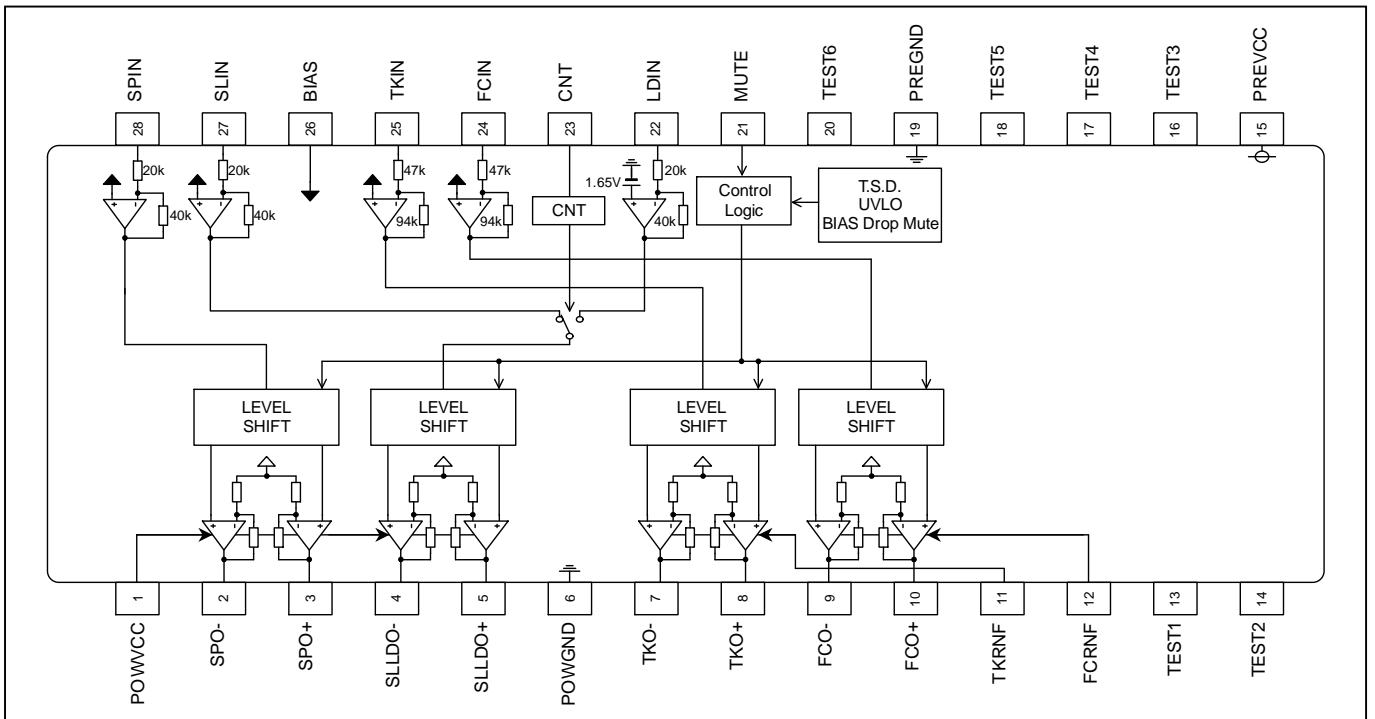 SPIN
SLIN
BIAS
TKIN
FCIN
CNT
LDIN
MUTE
TEST6
PREGND
TEST5
TEST4
TEST3
PREVCC
28
27
26
25
24
23
22
21
20
19
18
17
16
15
20k
20k
47k
47k
1.65V
20k
40k
40k
94k
94k
CNT
40k
Control
Logic
T.S.D.
UVLO
BIAS Drop Mute
LEVEL
SHIFT
LEVEL
SHIFT
LEVEL
SHIFT
LEVEL
SHIFT
+ -
- +
+ -
- +
+ -
- +
+ -
- +
1
2
3
4
5
6
7
8
9
10
11
12
13
14
POWVCC
SPO-
SPO+
SLLDO-
SLLDO+
POWGND
TKO-
TKO+
FCO-
FCO+
TKRNF
FCRNF
TEST1
TEST2